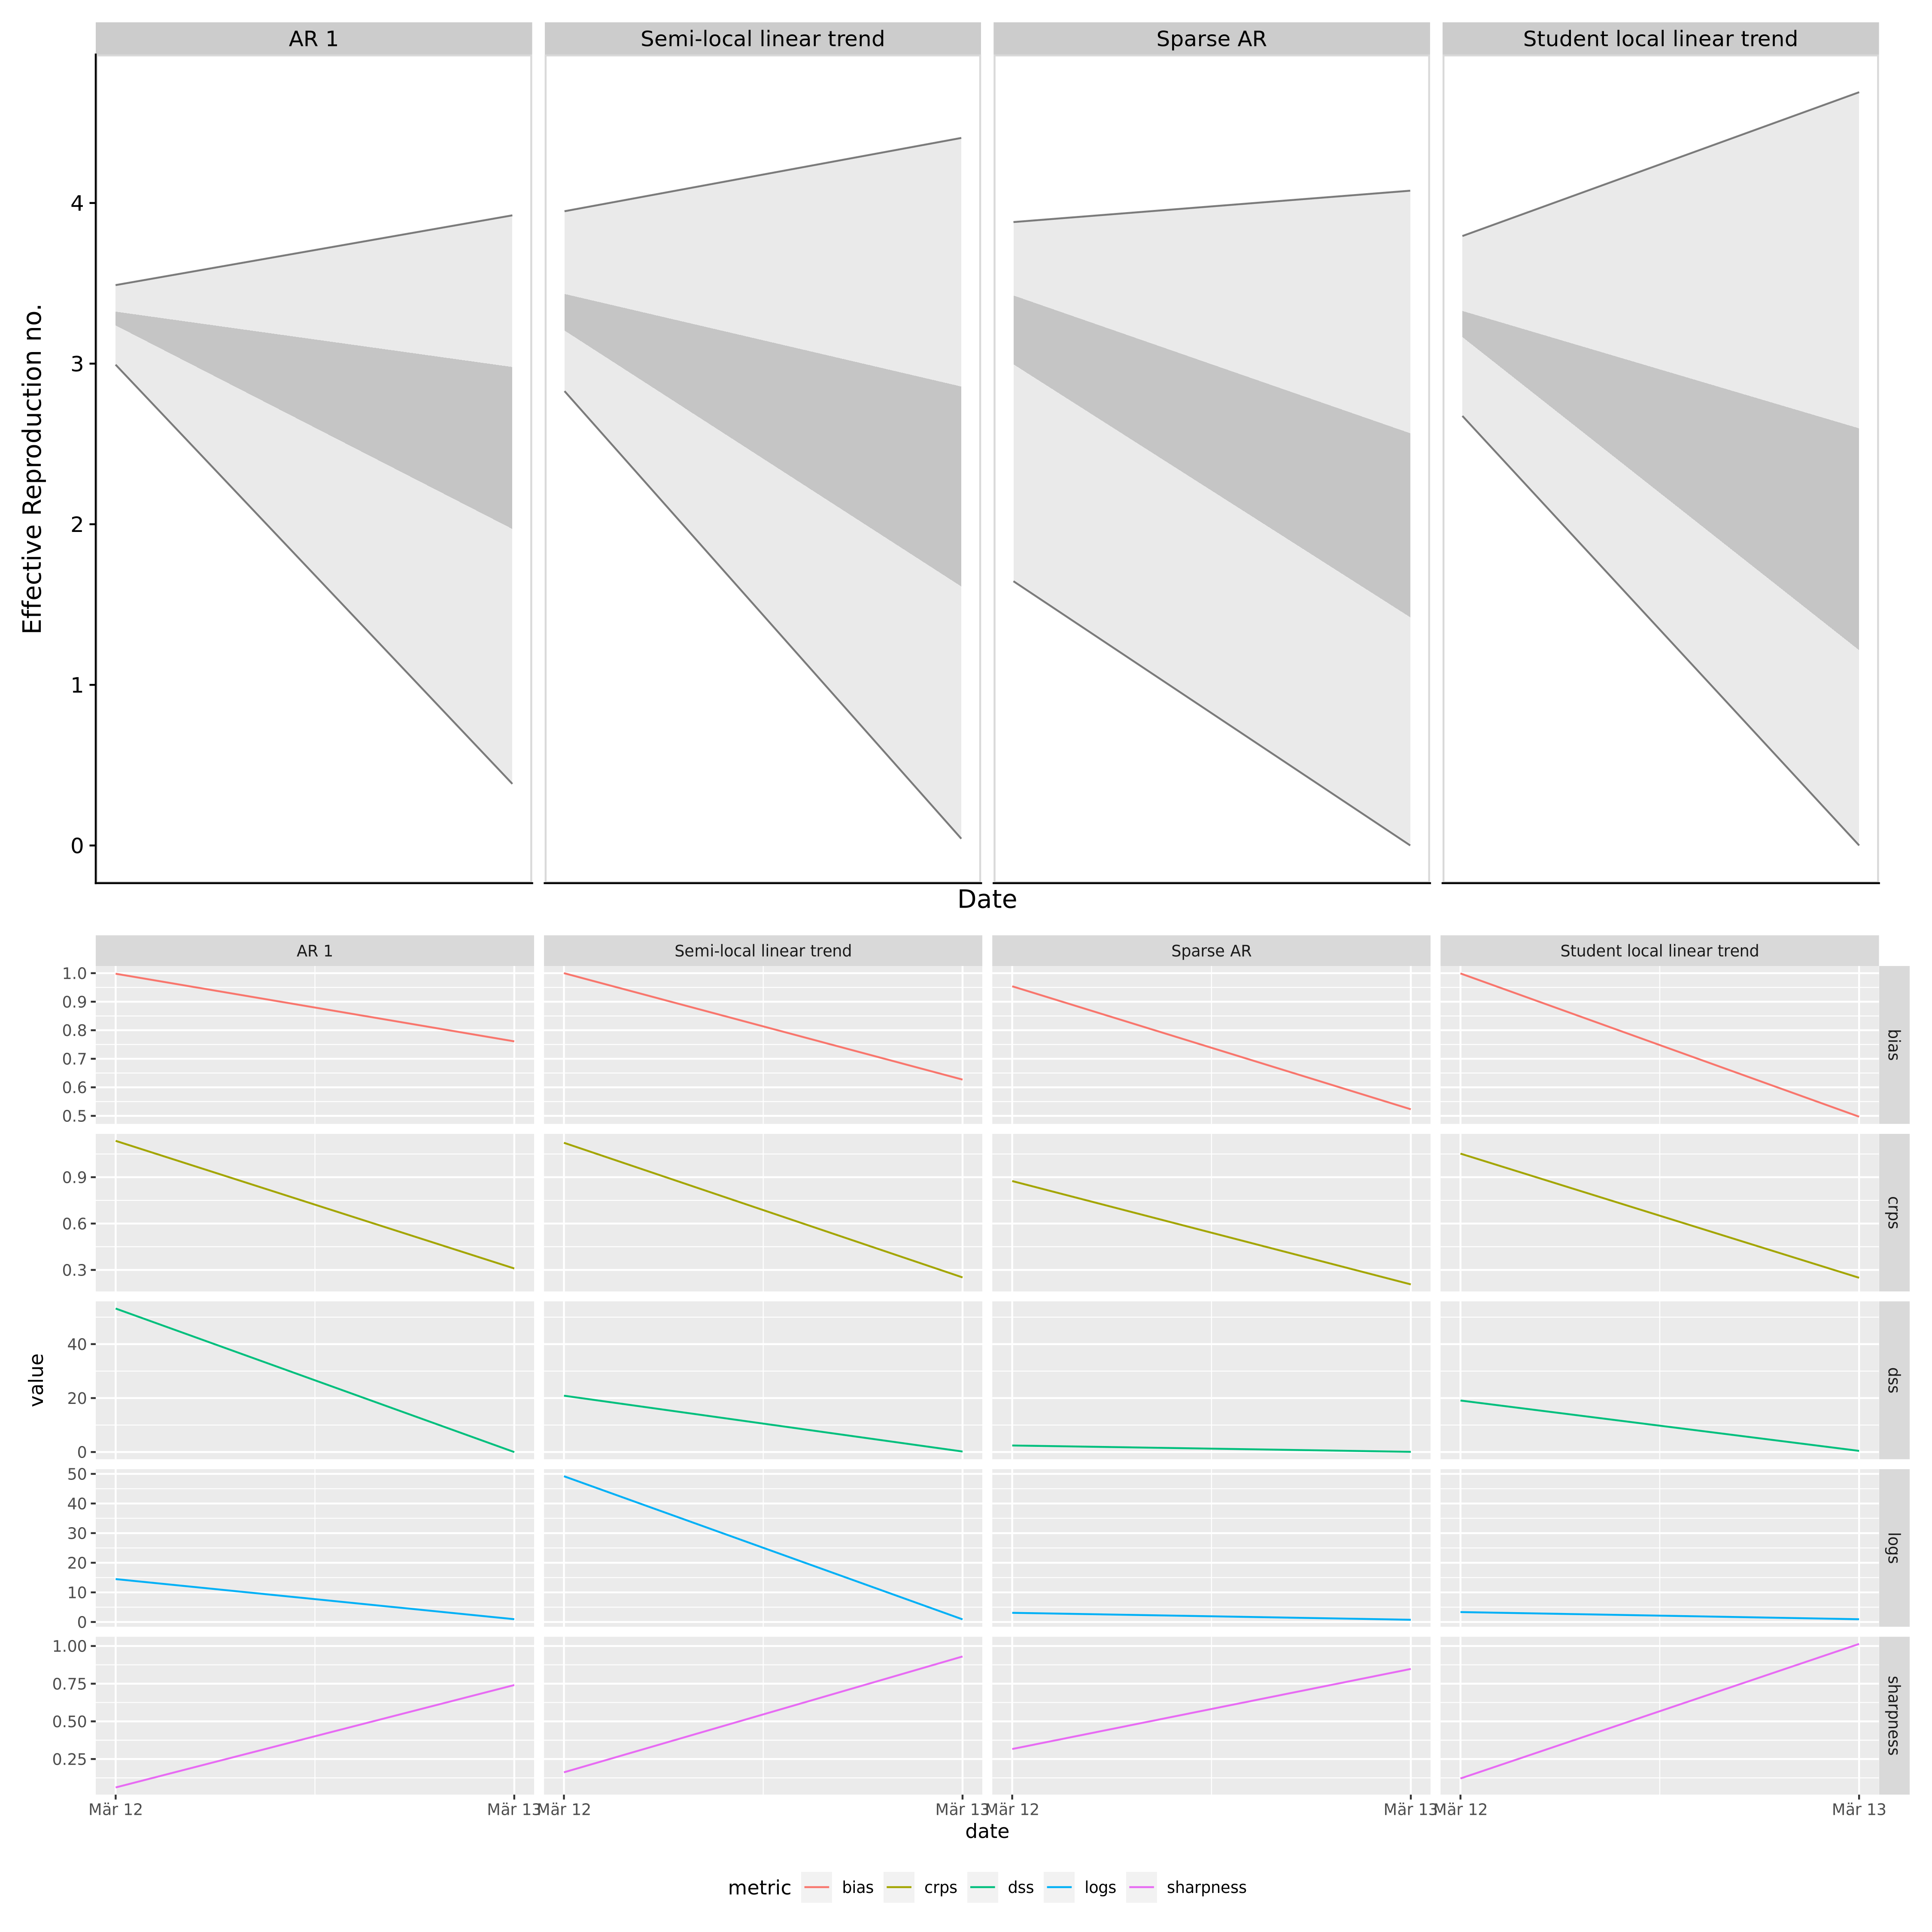 AR 1 Semi-local linear trend Sparse AR Student local linear trend
Effective Reproduction no.
4
3
2
1
0
Date
AR 1 Semi-local linear trend Sparse AR Student local linear trend
1.0
0.9
0.8
0.7
0.6
0.5
bias
0.9
0.6
0.3
crps
value
40
20
0
dss
50
40
30
20
10
0
logs
1.00
0.75
0.50
0.25
sharpness
Mär 12 Mär 13 Mär 12 Mär 13 Mär 12 Mär 13 Mär 12 Mär 13
date
metric bias crps dss logs sharpness